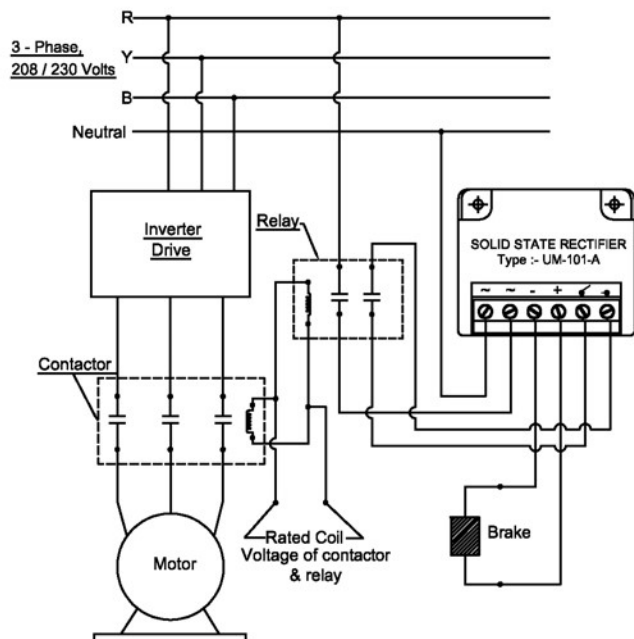 R
3 - Phase,
208 / 230 Volts
Y
B
Neutral
Inverter
Drive
Relay
SOLID STATE RECTIFIER
Type :- UM-101-A
~ ~ - +
Contactor
Rated Coil
Voltage of contactor
& relay
Brake
Motor